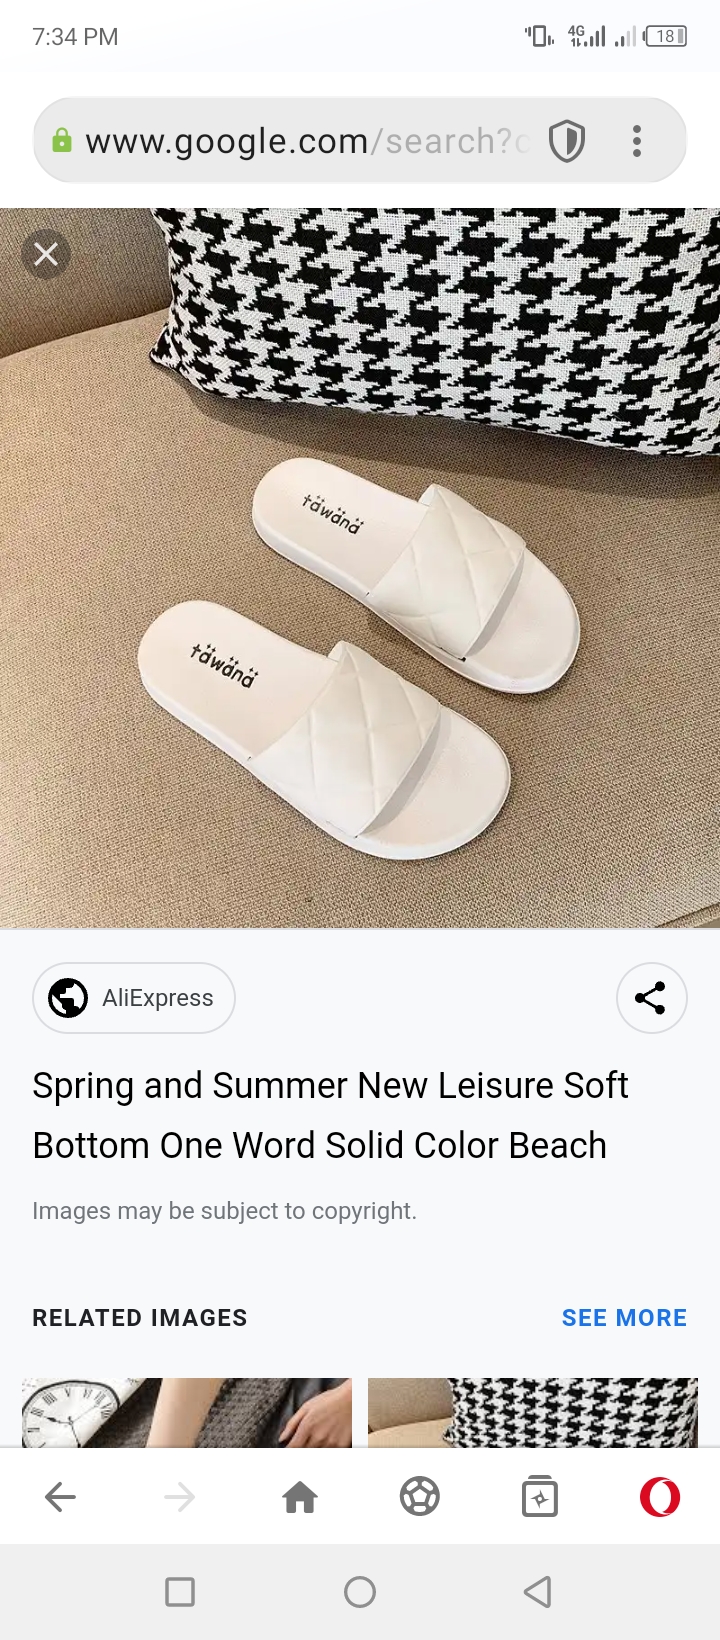 7:34 PM
4G
18
www.google.com/search?c
tawana
tawana
AliExpress
Spring and Summer New Leisure Soft
Bottom One Word Solid Color Beach
Images may be subject to copyright.
RELATED IMAGES
SEE MORE